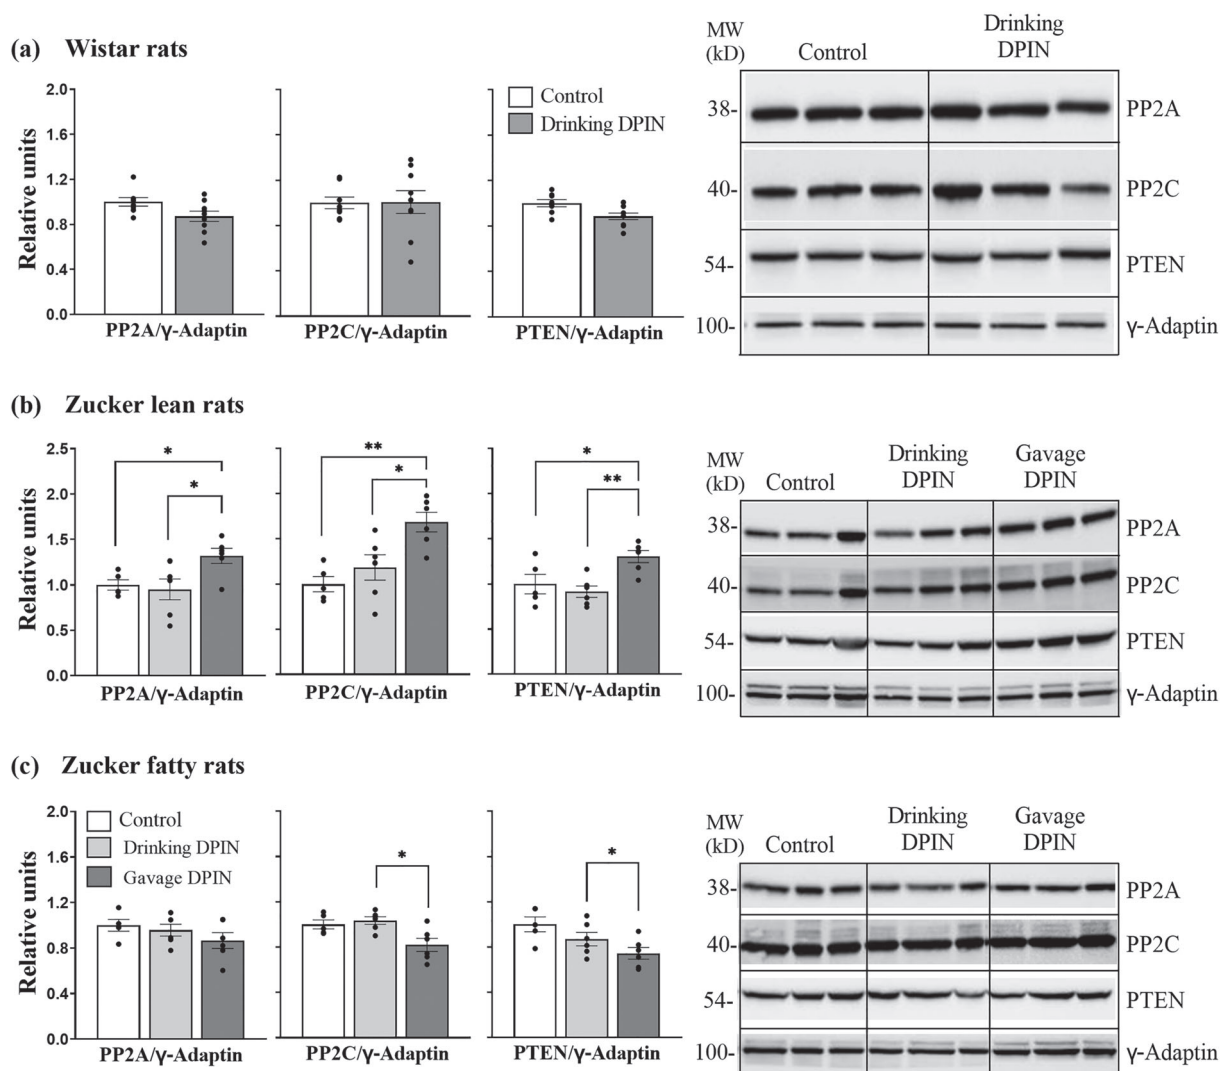 (a) Wistar rats
Relative units
2.0
1.6
1.2
0.8
0.4
0.0
PP2A/γ-Adaptin
PP2C/γ-Adaptin
Control
Drinking DPIN
PTEN/γ-Adaptin
MW
(kD)
Control
Drinking
DPIN
38- PP2A
40- PP2C
54- PTEN
100- γ-Adaptin
(b) Zucker lean rats
Relative units
2.5
2.0
1.5
1.0
0.5
0.0
* *
PP2A/γ-Adaptin
** *
PP2C/γ-Adaptin
* **
PTEN/γ-Adaptin
MW
(kD)
Control
Drinking
DPIN
Gavage
DPIN
38- PP2A
40- PP2C
54- PTEN
100- γ-Adaptin
(c) Zucker fatty rats
Relative units
2.0
1.6
1.2
0.8
0.4
0.0
Control
Drinking DPIN
Gavage DPIN
PP2A/γ-Adaptin
*
PP2C/γ-Adaptin
*
PTEN/γ-Adaptin
MW
(kD)
Control
Drinking
DPIN
Gavage
DPIN
38- PP2A
40- PP2C
54- PTEN
100- γ-Adaptin